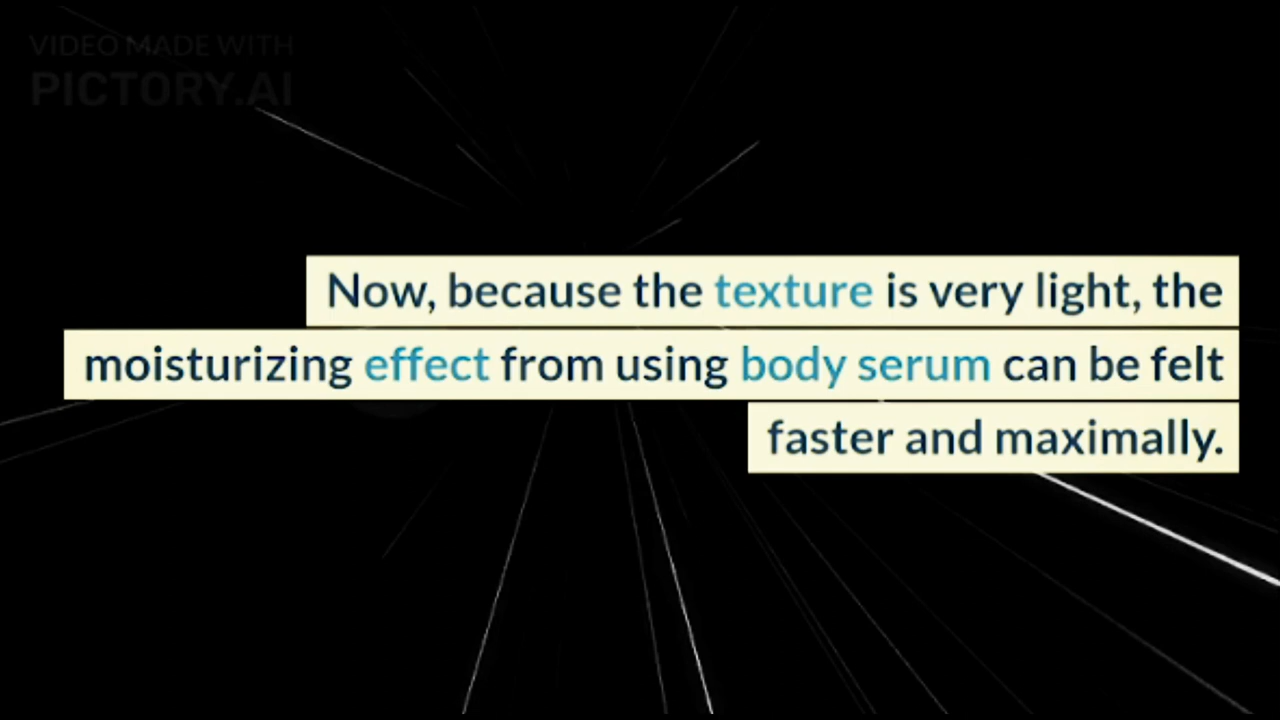 VIDEO MADE WITH
PICTORY.AI
Now, because the texture is very light, the
moisturizing effect from using body serum can be felt
faster and maximally.